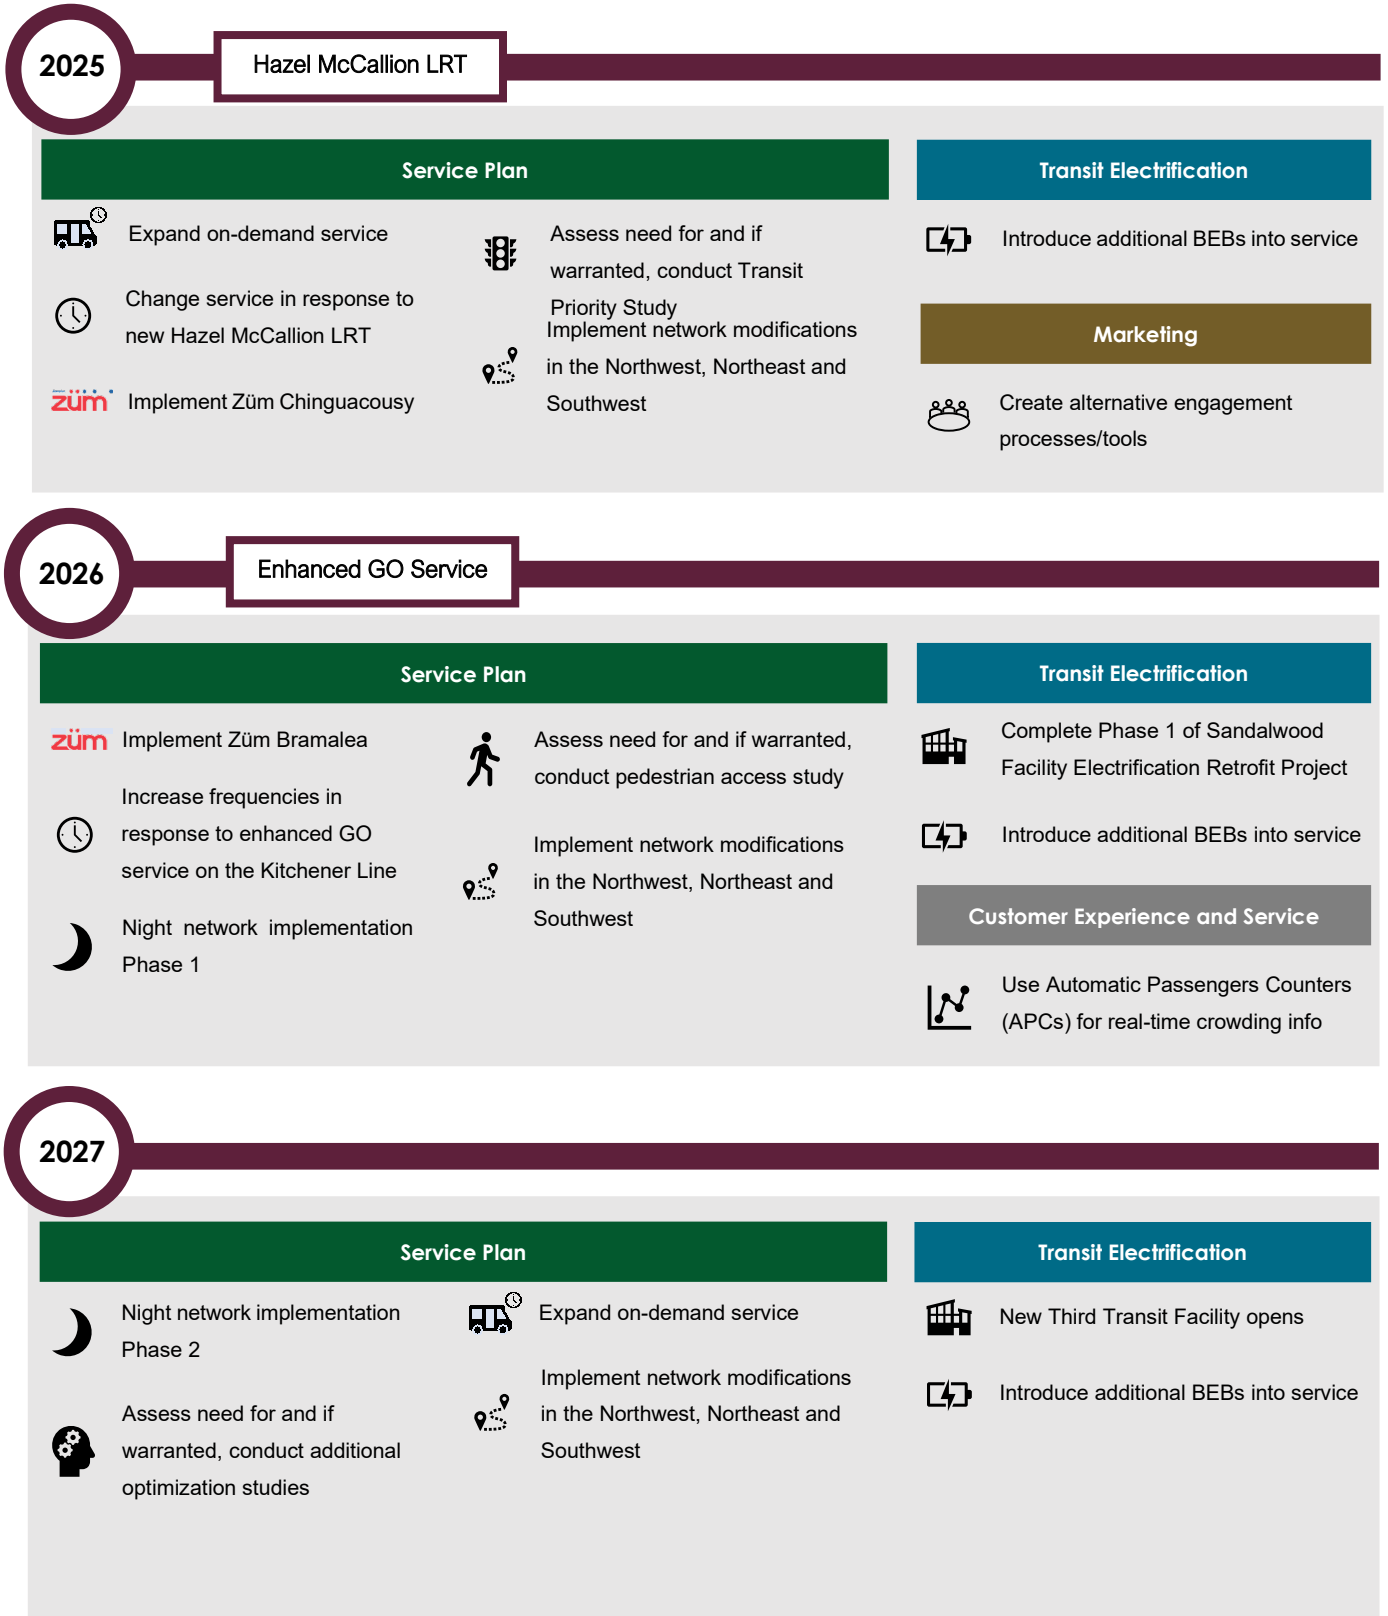 2025
Hazel McCallion LRT
Service Plan
Expand on-demand service
Change service in response to
new Hazel McCallion LRT
züm
Implement Züm Chinguacousy
Assess need for and if
warranted, conduct Transit
Priority Study
Implement network modifications
in the Northwest, Northeast and
Southwest
Transit Electrification
Introduce additional BEBs into service
Marketing
Create alternative engagement
processes/tools
2026
Enhanced GO Service
Service Plan
züm
Implement Züm Bramalea
Increase frequencies in
response to enhanced GO
service on the Kitchener Line
Night network implementation
Phase 1
Assess need for and if warranted,
conduct pedestrian access study
Implement network modifications
in the Northwest, Northeast and
Southwest
Transit Electrification
Complete Phase 1 of Sandalwood
Facility Electrification Retrofit Project
Introduce additional BEBs into service
Customer Experience and Service
Use Automatic Passengers Counters
(APCs) for real-time crowding info
2027
Service Plan
Night network implementation
Phase 2
Assess need for and if
warranted, conduct additional
optimization studies
Expand on-demand service
Implement network modifications
in the Northwest, Northeast and
Southwest
Transit Electrification
New Third Transit Facility opens
Introduce additional BEBs into service